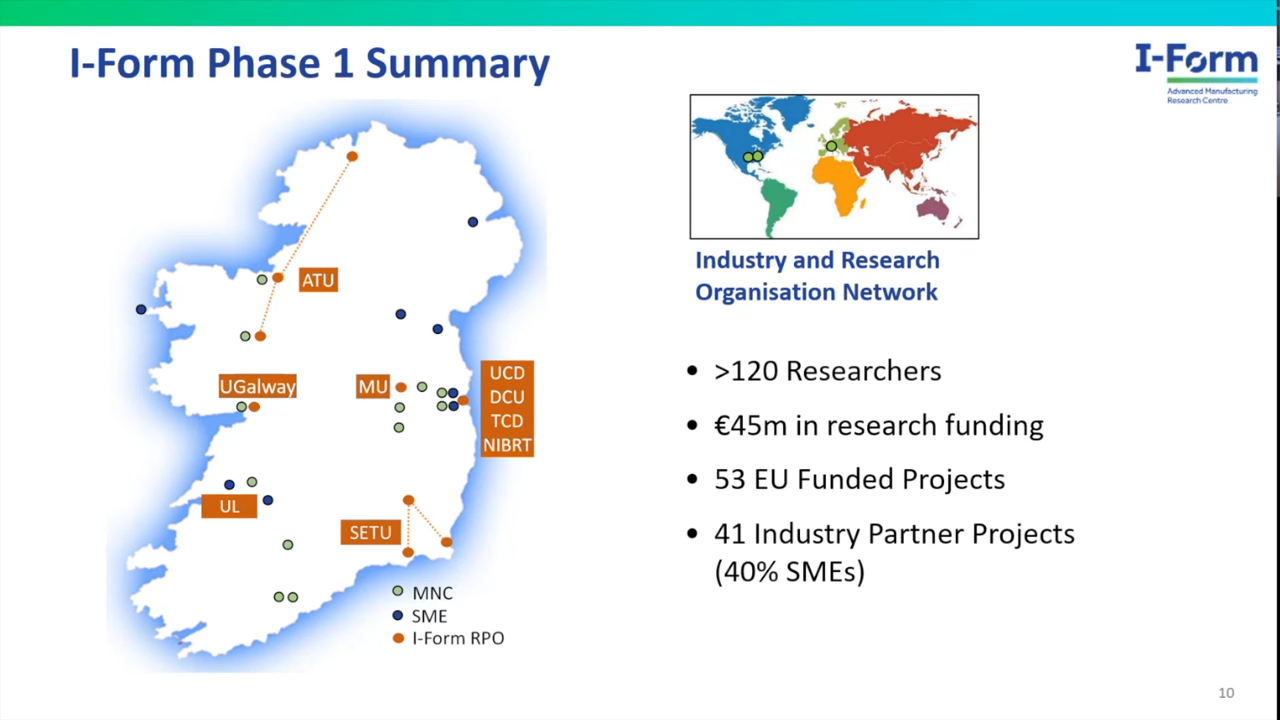 I-Form Phase 1 Summary
I-Form
Advanced Manufacturing
Research Centre
ATU
UGalway
MU
UCD
DCU
TCD
NIBRT
UL
SETU
MNC
SME
I-Form RPO
Industry and Research
Organisation Network
• >120 Researchers
• €45m in research funding
• 53 EU Funded Projects
• 41 Industry Partner Projects
(40% SMEs)
10